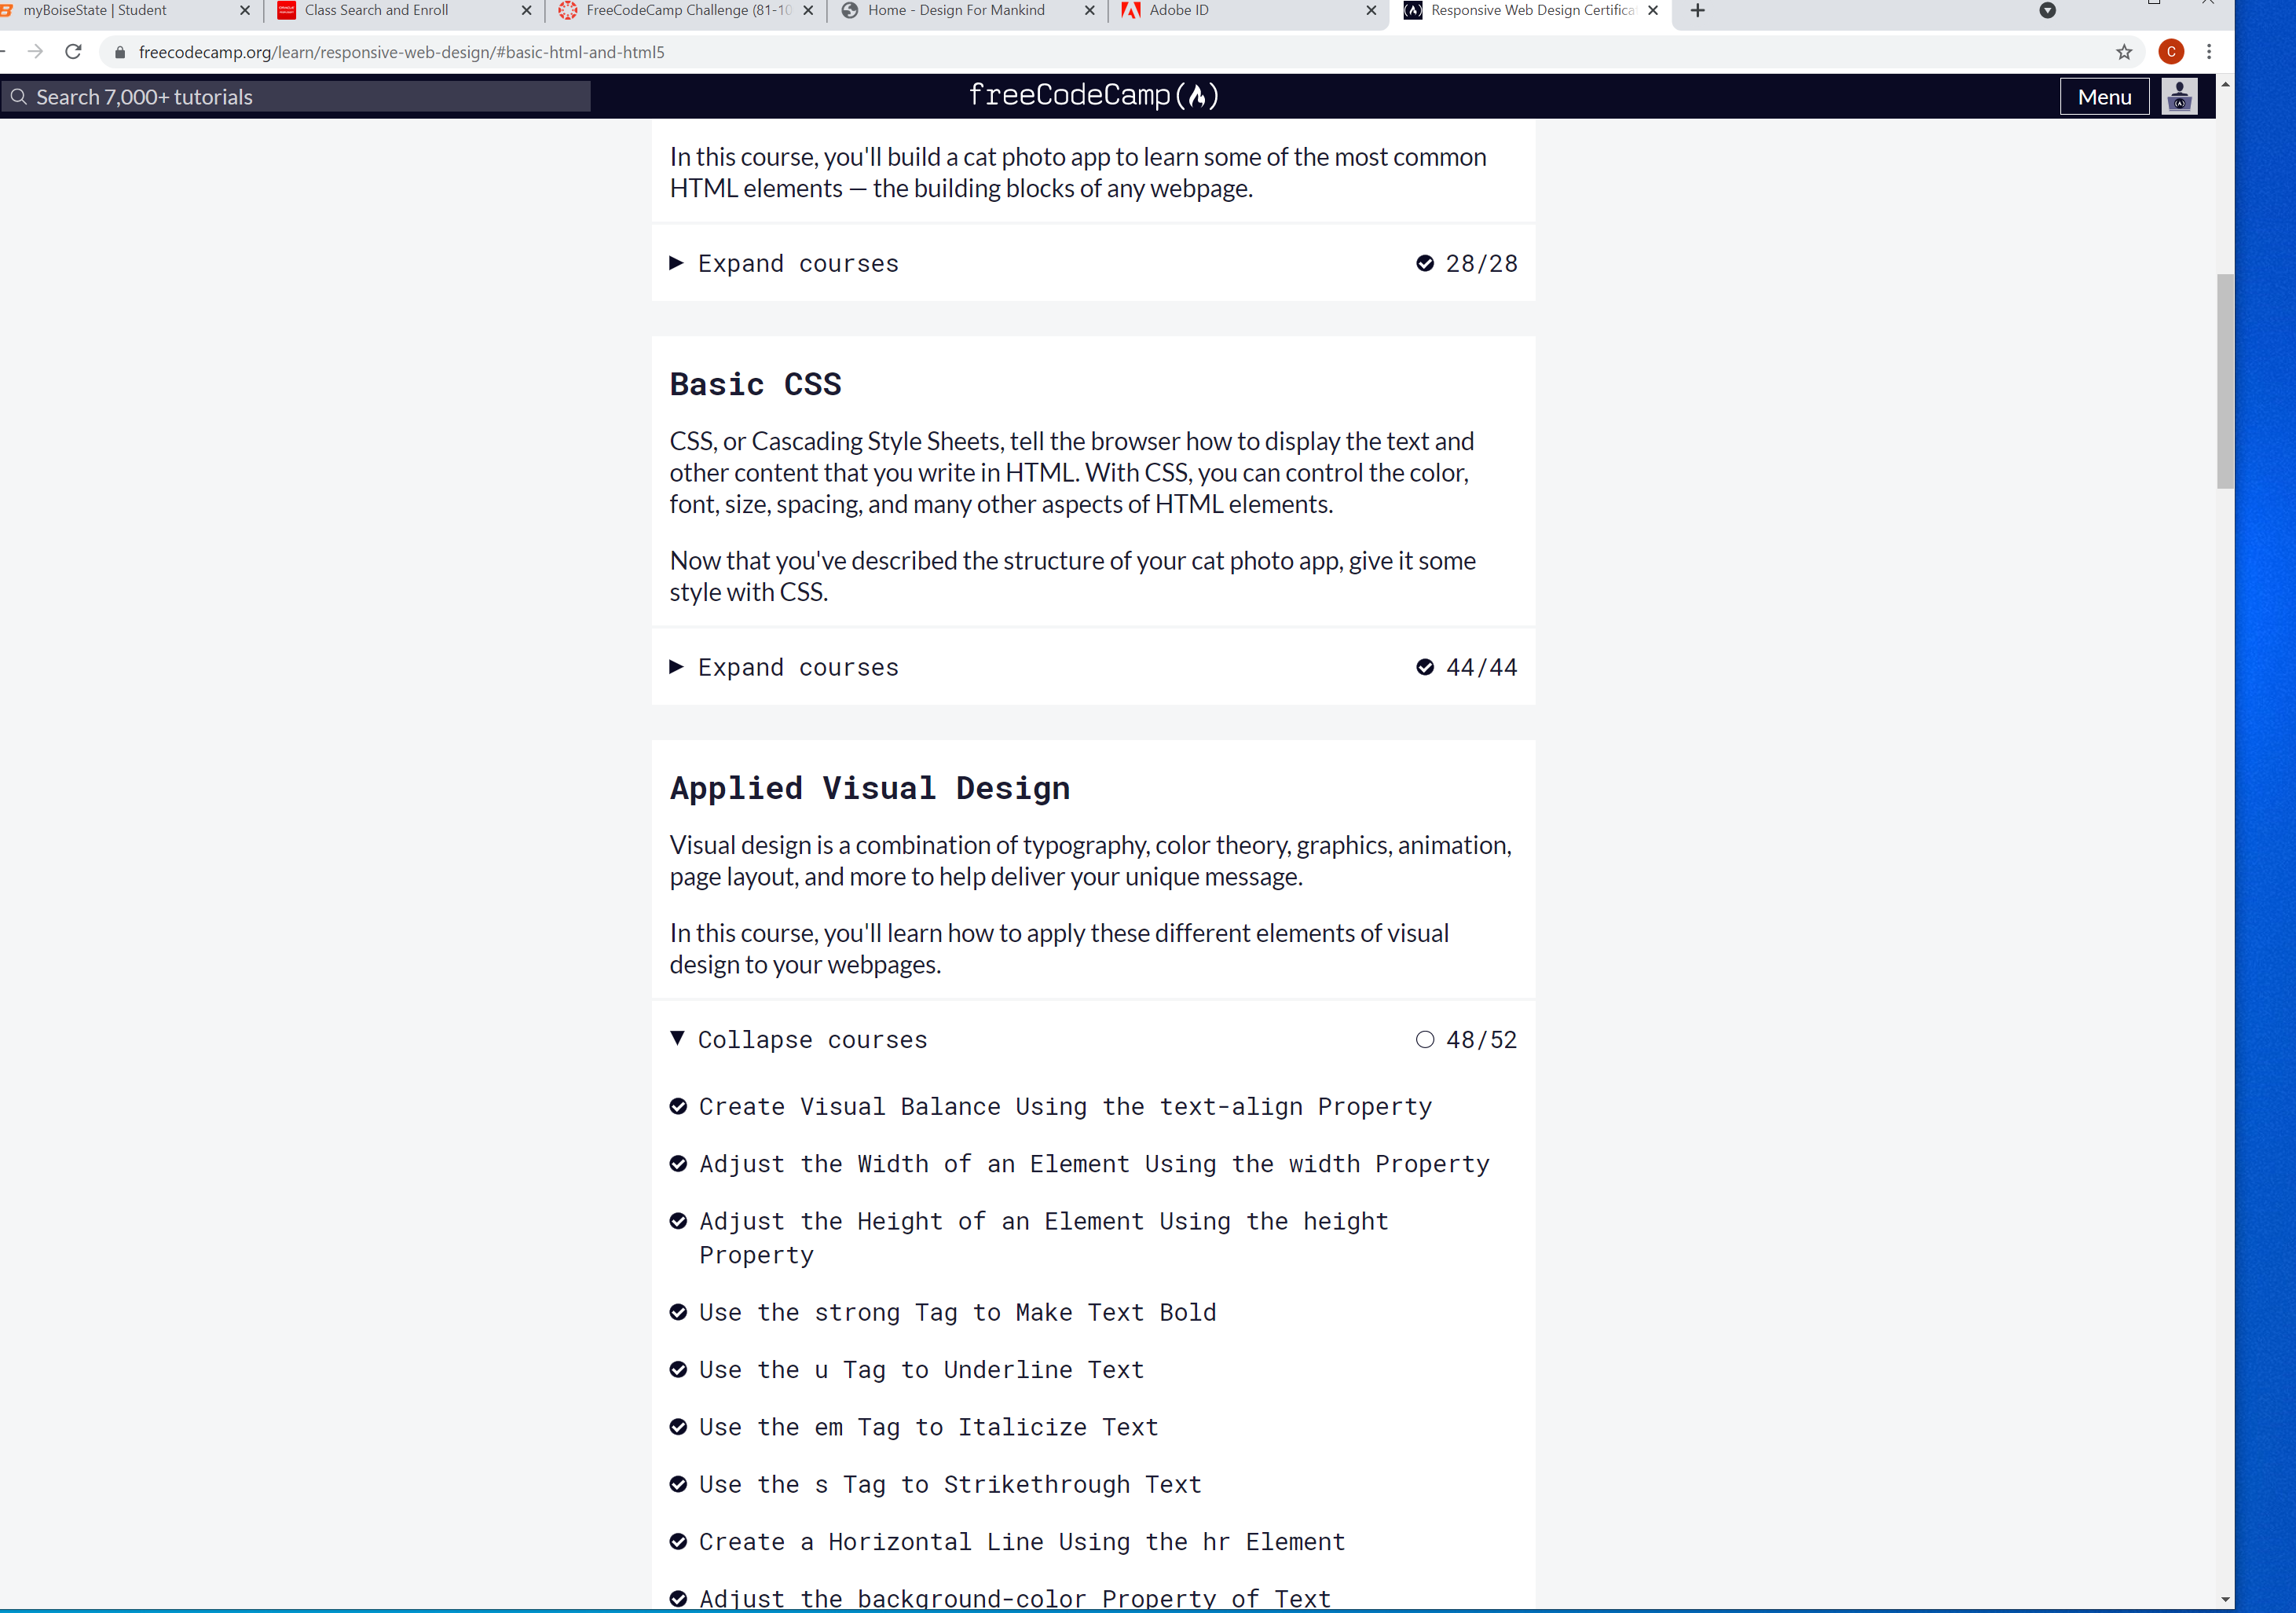 myBoiseState | Student
Class Search and Enroll
FreeCodeCamp Challenge (81-10
Home - Design For Mankind
Adobe ID
Responsive Web Design Certifica
freecodecamp.org/learn/responsive-web-design/#basic-html-and-html5
C
Search 7,000+ tutorials
freeCodeCamp
Menu
In this course, you'll build a cat photo app to learn some of the most common
HTML elements — the building blocks of any webpage.
Expand courses 28/28
Basic CSS
CSS, or Cascading Style Sheets, tell the browser how to display the text and
other content that you write in HTML. With CSS, you can control the color,
font, size, spacing, and many other aspects of HTML elements.
Now that you've described the structure of your cat photo app, give it some
style with CSS.
Expand courses 44/44
Applied Visual Design
Visual design is a combination of typography, color theory, graphics, animation,
page layout, and more to help deliver your unique message.
In this course, you'll learn how to apply these different elements of visual
design to your webpages.
Collapse courses 48/52
Create Visual Balance Using the text-align Property
Adjust the Width of an Element Using the width Property
Adjust the Height of an Element Using the height
Property
Use the strong Tag to Make Text Bold
Use the u Tag to Underline Text
Use the em Tag to Italicize Text
Use the s Tag to Strikethrough Text
Create a Horizontal Line Using the hr Element
Adjust the background-color Property of Text